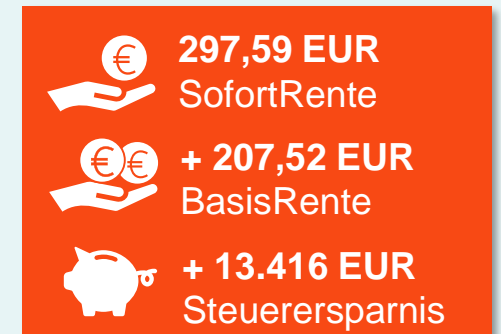 297,59 EUR
SofortRente
+ 207,52 EUR
BasisRente
+ 13.416 EUR
Steuerersparnis